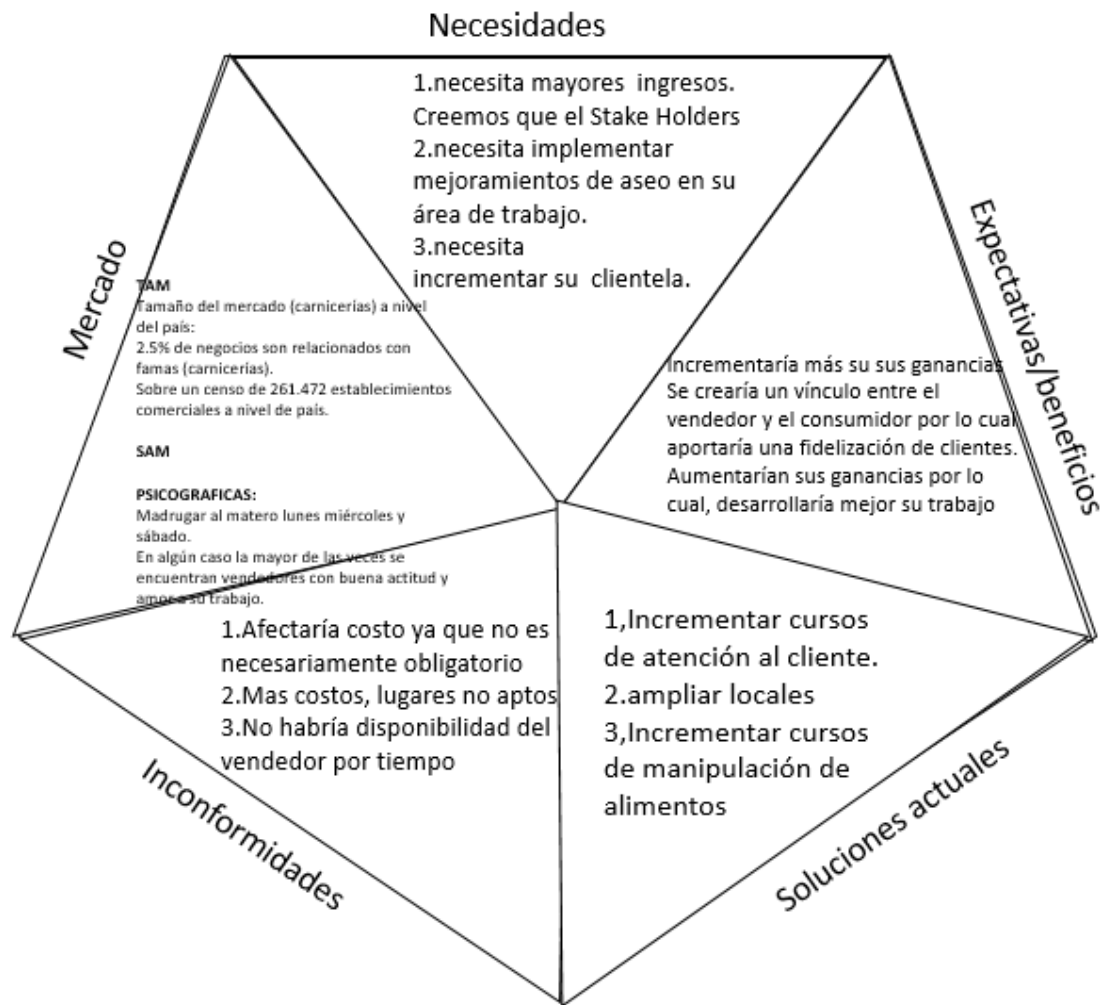 Necesidades
1.necesita mayores ingresos.
Creemos que el Stake Holders
2.necesita implementar
mejoramientos de aseo en su
área de trabajo.
3.necesita
incrementar su clientela.
Expectativas/beneficios
Incrementaría más su sus ganancias
Se crearía un vínculo entre el
vendedor y el consumidor por lo cual
aportaría una fidelización de clientes.
Aumentarían sus ganancias por lo
cual, desarrollaría mejor su trabajo
Mercado
TAM
Tamaño del mercado (carnicerías) a nivel
del país:
2.5% de negocios son relacionados con
famas (carnicerías).
Sobre un censo de 261.472 establecimientos
comerciales a nivel de país.
SAM
PSICOGRAFICAS:
Madrugar al matero lunes miércoles y
sábado.
En algún caso la mayor de las veces se
encuentran vendedores con buena actitud y
amor a su trabajo.
1.Afectaría costo ya que no es
necesariamente obligatorio
2.Mas costos, lugares no aptos
3.No habría disponibilidad del
vendedor por tiempo
Inconformidades
1,Incrementar cursos
de atención al cliente.
2.ampliar locales
3,Incrementar cursos
de manipulación de
alimentos
Soluciones actuales